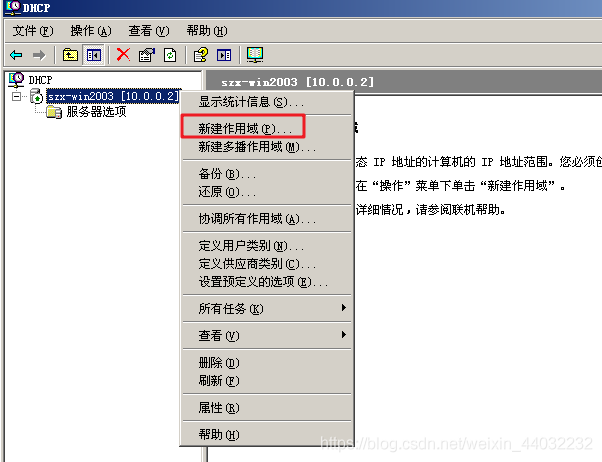 DHCP
文件(F) 操作(A) 查看(V) 帮助(H)
DHCP
szx-win2003 [10.0.0.2]
服务器选项
szx-win2003 [10.0.0.2]
显示统计信息(S)...
新建作用域(P)...
新建多播作用域(M)...
备份(B)...
还原(O)...
协调所有作用域(A)...
定义用户类别(N)...
定义供应商类别(C)...
设置预定义的选项(E)...
所有任务(K)
查看(V)
删除(D)
刷新(F)
属性(R)
帮助(H)
态 IP 地址的计算机的 IP 地址范围。您必须创
在“操作”菜单下单击“新建作用域”。
详细情况,请参阅联机帮助。
https://blog.csdn.net/weixin_44032232